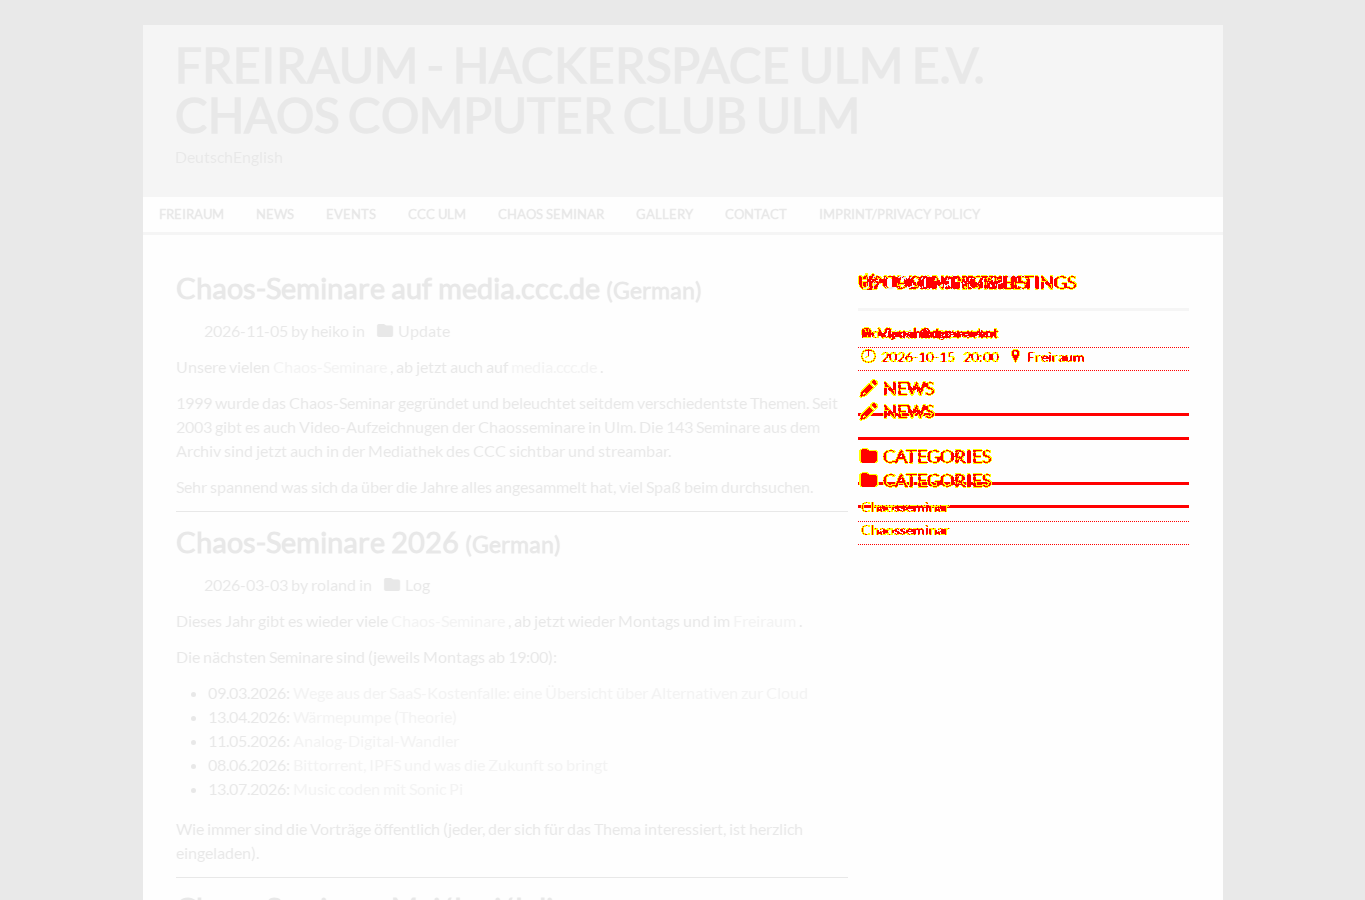 FREIRAUM - HACKERSPACE ULM E.V.
CHAOS COMPUTER CLUB ULM
DeutschEnglish
FREIRAUM NEWS EVENTS CCC ULM CHAOS SEMINAR GALLERY CONTACT IMPRINT/PRIVACY POLICY
Chaos-Seminare auf media.ccc.de (German)
2026-11-05 by heiko in Update
Unsere vielen Chaos-Seminare , ab jetzt auch auf media.ccc.de .
1999 wurde das Chaos-Seminar gegründet und beleuchtet seitdem verschiedentste Themen. Seit
2003 gibt es auch Video-Aufzeichnugen der Chaosseminare in Ulm. Die 143 Seminare aus dem
Archiv sind jetzt auch in der Mediathek des CCC sichtbar und streambar.
Sehr spannend was sich da über die Jahre alles angesammelt hat, viel Spaß beim durchsuchen.
Chaos-Seminare 2026 (German)
2026-03-03 by roland in Log
Dieses Jahr gibt es wieder viele Chaos-Seminare , ab jetzt wieder Montags und im Freiraum .
Die nächsten Seminare sind (jeweils Montags ab 19:00):
09.03.2026: Wege aus der SaaS-Kostenfalle: eine Übersicht über Alternativen zur Cloud
13.04.2026: Wärmepumpe (Theorie)
11.05.2026: Analog-Digital-Wandler
08.06.2026: Bittorrent, IPFS und was die Zukunft so bringt
13.07.2026: Music coden mit Sonic Pi
Wie immer sind die Vorträge öffentlich (jeder, der sich für das Thema interessiert, ist herzlich
eingeladen).
2026-10-15 20:00 Freiraum
NEWS
NEWS
CATEGORIES
CATEGORIES
Chaosseminar
Chaosseminar